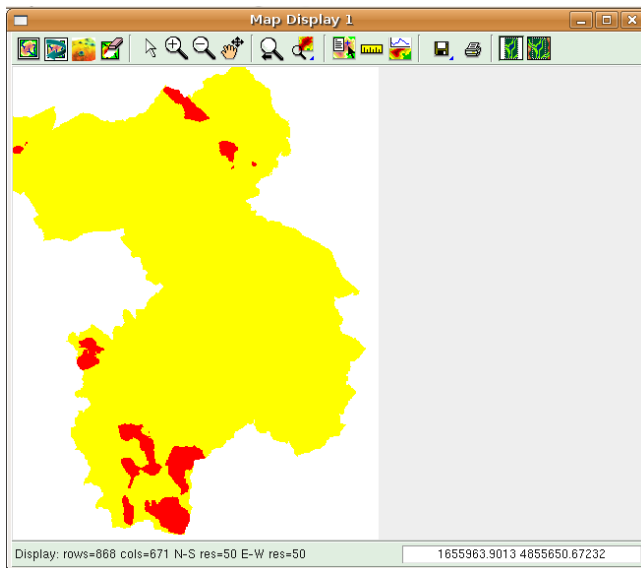 Map Display 1
Display: rows=868 cols=671 N-S res=50 E-W res=50
1655963.9013 4855650.67232